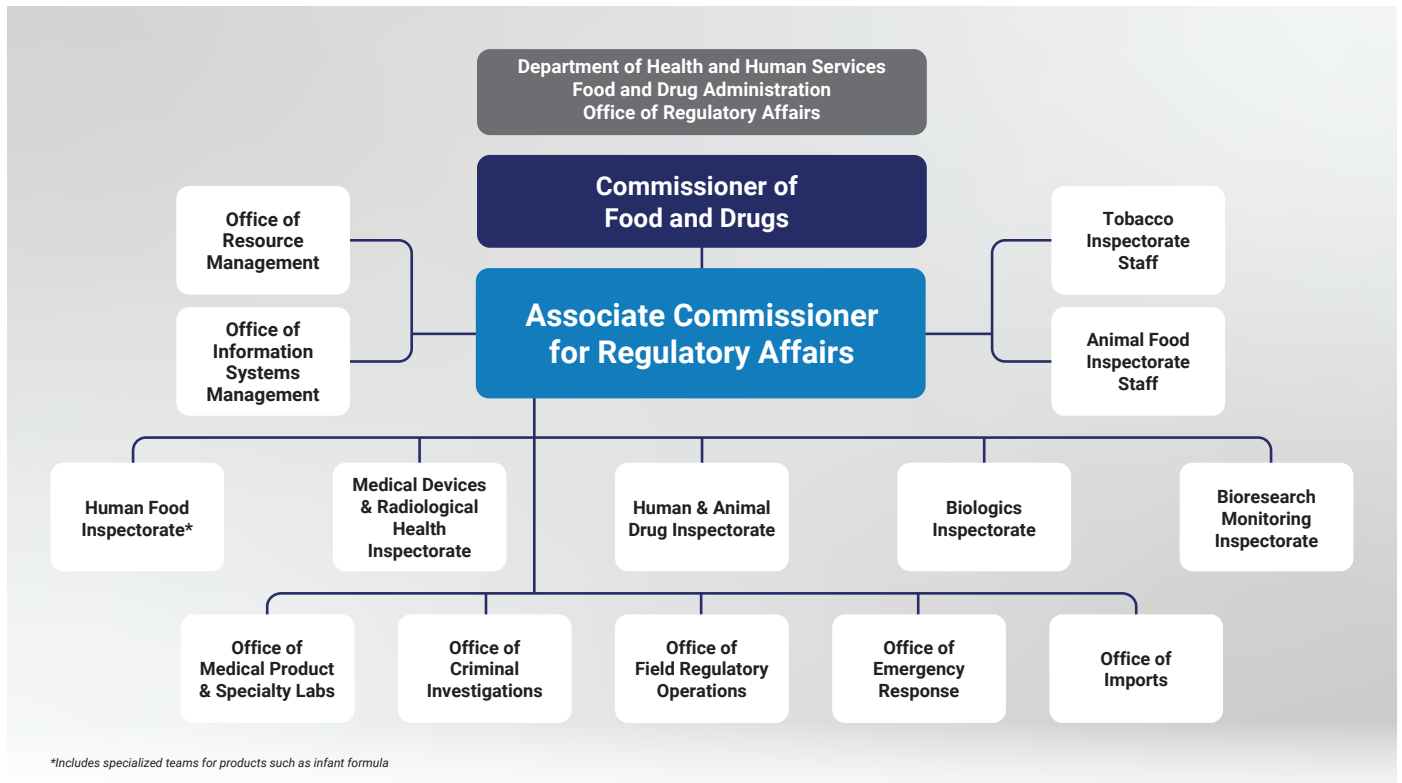 Department of Health and Human Services
Food and Drug Administration
Office of Regulatory Affairs
Commissioner of
Food and Drugs
Office of
Resource
Management
Tobacco
Inspectorate
Staff
Associate Commissioner
for Regulatory Affairs
Office of
Information
Systems
Management
Animal Food
Inspectorate
Staff
Human Food
Inspectorate*
Medical Devices
& Radiological
Health
Inspectorate
Human & Animal
Drug Inspectorate
Biologics
Inspectorate
Bioresearch
Monitoring
Inspectorate
Office of
Medical Product
& Specialty Labs
Office of
Criminal
Investigations
Office of
Field Regulatory
Operations
Office of
Emergency
Response
Office of
Imports
*Includes specialized teams for products such as infant formula